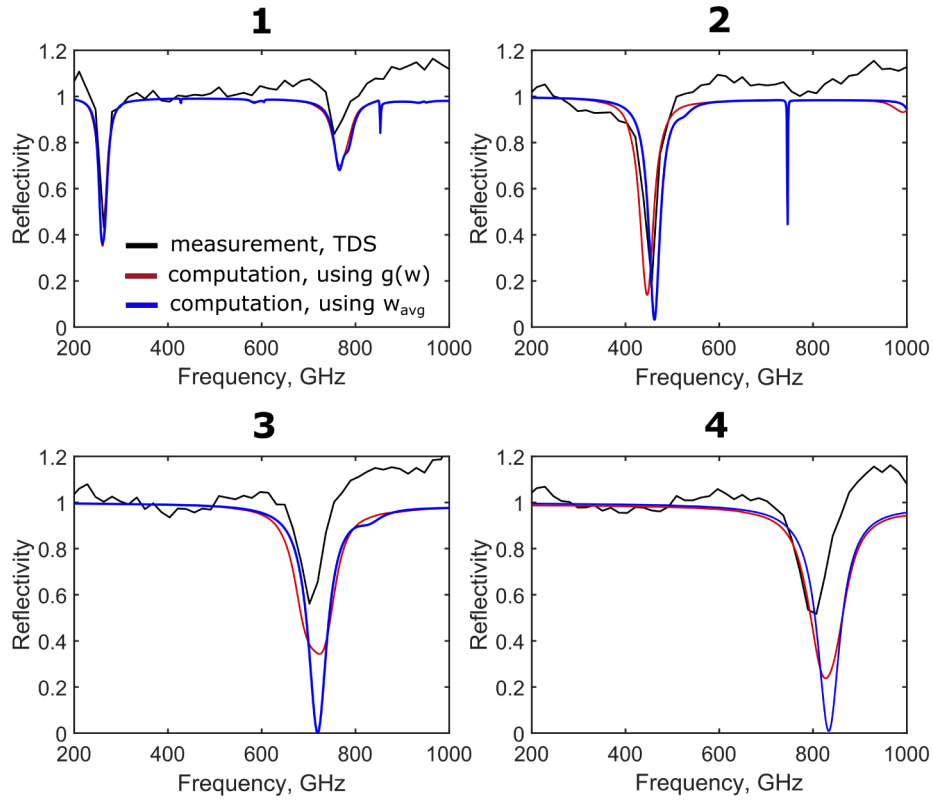 1
1.2
1
0.8
0.6
0.4
0.2
0
Reflectivity
measurement, TDS
computation, using g(w)
computation, using wavg
200 400 600 800 1000
Frequency, GHz
2
1.2
1
0.8
0.6
0.4
0.2
0
Reflectivity
200 400 600 800 1000
Frequency, GHz
3
1.2
1
0.8
0.6
0.4
0.2
0
Reflectivity
200 400 600 800 1000
Frequency, GHz
4
1.2
1
0.8
0.6
0.4
0.2
0
Reflectivity
200 400 600 800 1000
Frequency, GHz